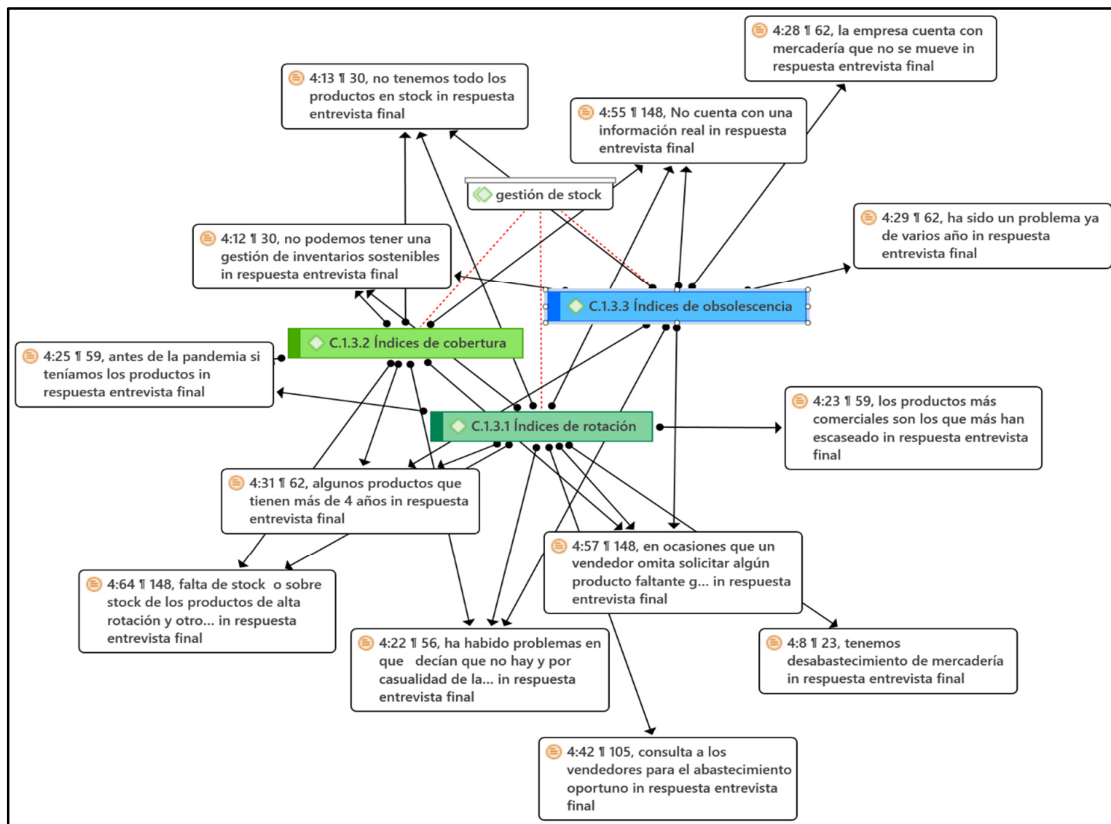 4:28 ¶ 62, la empresa cuenta con
mercadería que no se mueve in
respuesta entrevista final
4:13 ¶ 30, no tenemos todo los
productos en stock in respuesta
entrevista final
4:55 ¶ 148, No cuenta con una
información real in respuesta
entrevista final
gestión de stock
4:29 ¶ 62, ha sido un problema ya
de varios año in respuesta
entrevista final
4:12 ¶ 30, no podemos tener una
gestión de inventarios sostenibles
in respuesta entrevista final
C.1.3.3 Índices de obsolescencia
C.1.3.2 Índices de cobertura
4:25 ¶ 59, antes de la pandemia si
teníamos los productos in
respuesta entrevista final
C.1.3.1 Índices de rotación
4:23 ¶ 59, los productos más
comerciales son los que más han
escaseado in respuesta entrevista
final
4:31 ¶ 62, algunos productos que
tienen más de 4 años in respuesta
entrevista final
4:57 ¶ 148, en ocasiones que un
vendedor omita solicitar algún
producto faltante g... in respuesta
entrevista final
4:64 ¶ 148, falta de stock o sobre
stock de los productos de alta
rotación y otro... in respuesta
entrevista final
4:22 ¶ 56, ha habido problemas en
que decían que no hay y por
casualidad de la... in respuesta
entrevista final
4:8 ¶ 23, tenemos
desabastecimiento de mercadería
in respuesta entrevista final
4:42 ¶ 105, consulta a los
vendedores para el abastecimiento
oportuno in respuesta entrevista
final